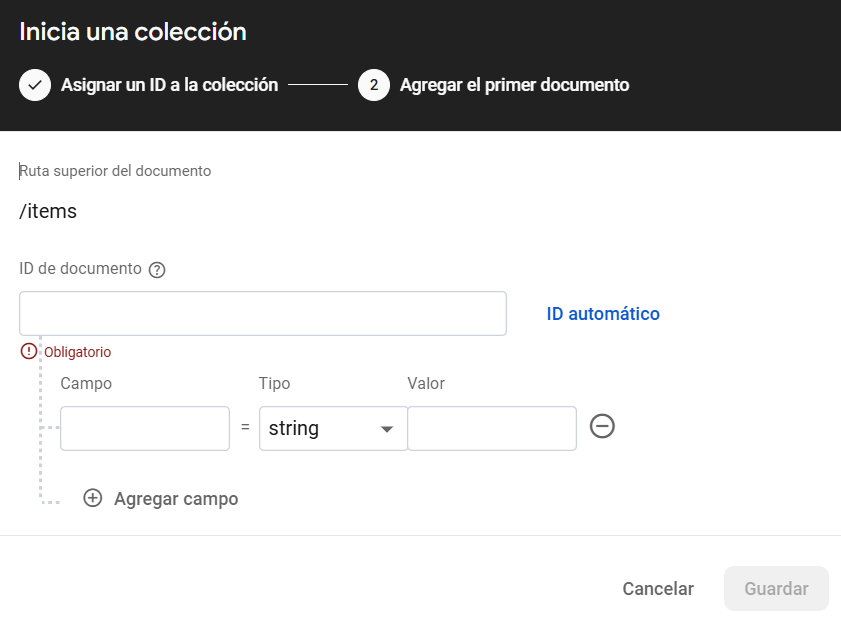 Inicia una colección
Asignar un ID a la colección 2 Agregar el primer documento
Ruta superior del documento
/items
ID de documento ?
ID automático
! Obligatorio
Campo Tipo Valor
= string
Agregar campo
Cancelar Guardar